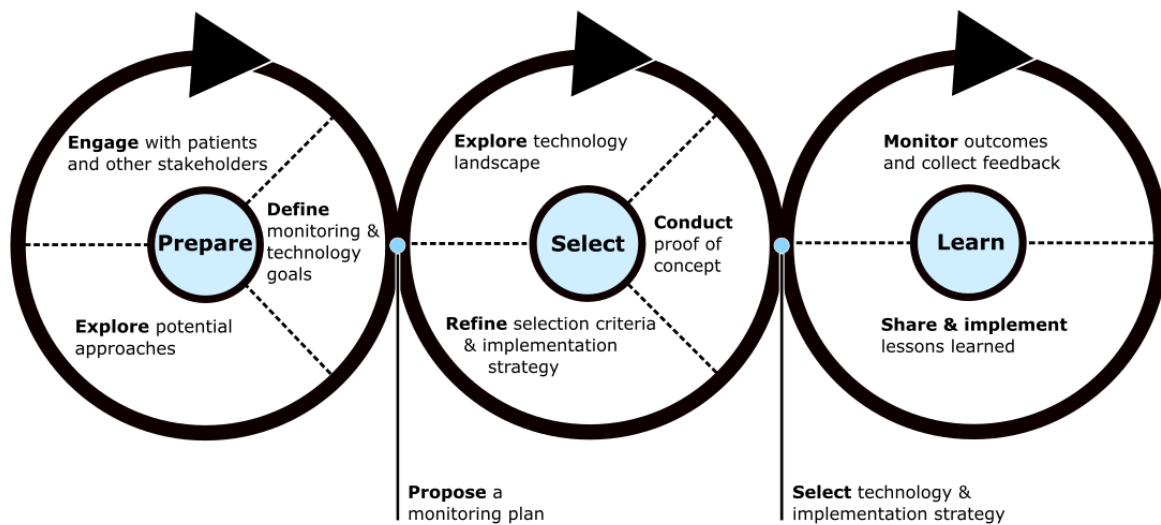 Engage with patients
and other stakeholders
Define
monitoring &
technology
goals
Prepare
Explore potential
approaches
Explore technology
landscape
Conduct
proof of
concept
Select
Refine selection criteria
& implementation
strategy
Monitor outcomes
and collect feedback
Learn
Share & implement
lessons learned
Propose a
monitoring plan
Select technology &
implementation strategy